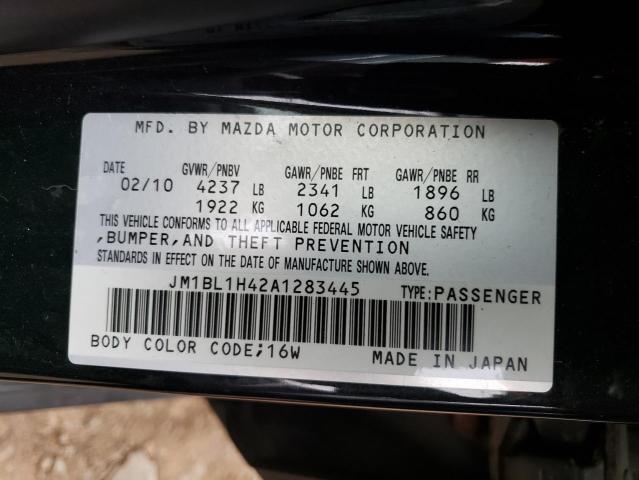 MFD. BY MAZDA MOTOR CORPORATION
DATE GVWR/PNBV GAWR/PNBE FRT GAWR/PNBE RR
02/10 4237 LB 2341 LB 1896 LB
1922 KG 1062 KG 860 KG
THIS VEHICLE CONFORMS TO ALL APPLICABLE FEDERAL MOTOR VEHICLE SAFETY
,BUMPER,AND THEFT PREVENTION
STANDARDS IN EFFECT ON THE DATE OF MANUFACTURE SHOWN ABOVE.
JM1BL1H42A1283445 TYPE:PASSENGER
BODY COLOR CODE;16W MADE IN JAPAN